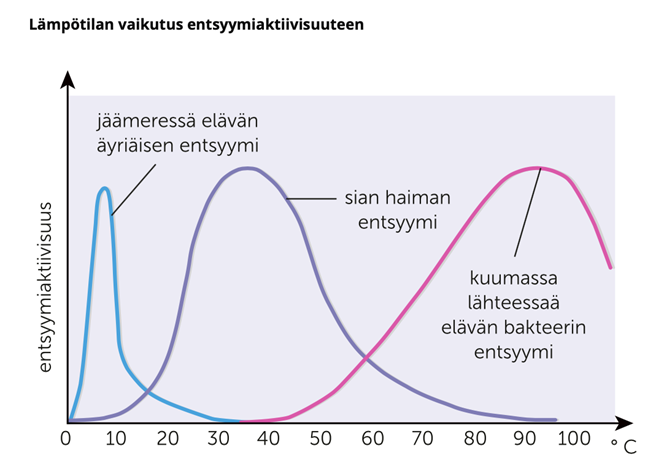 Lämpötilan vaikutus entsyymiaktiivisuuteen
entsyymiaktiivisuus
jäämeressä elävän
äyriäisen entsyymi
sian haiman
entsyymi
kuumassa
lähteessaä
elävän bakteerin
entsyymi
0 10 20 30 40 50 60 70 80 90 100 °C